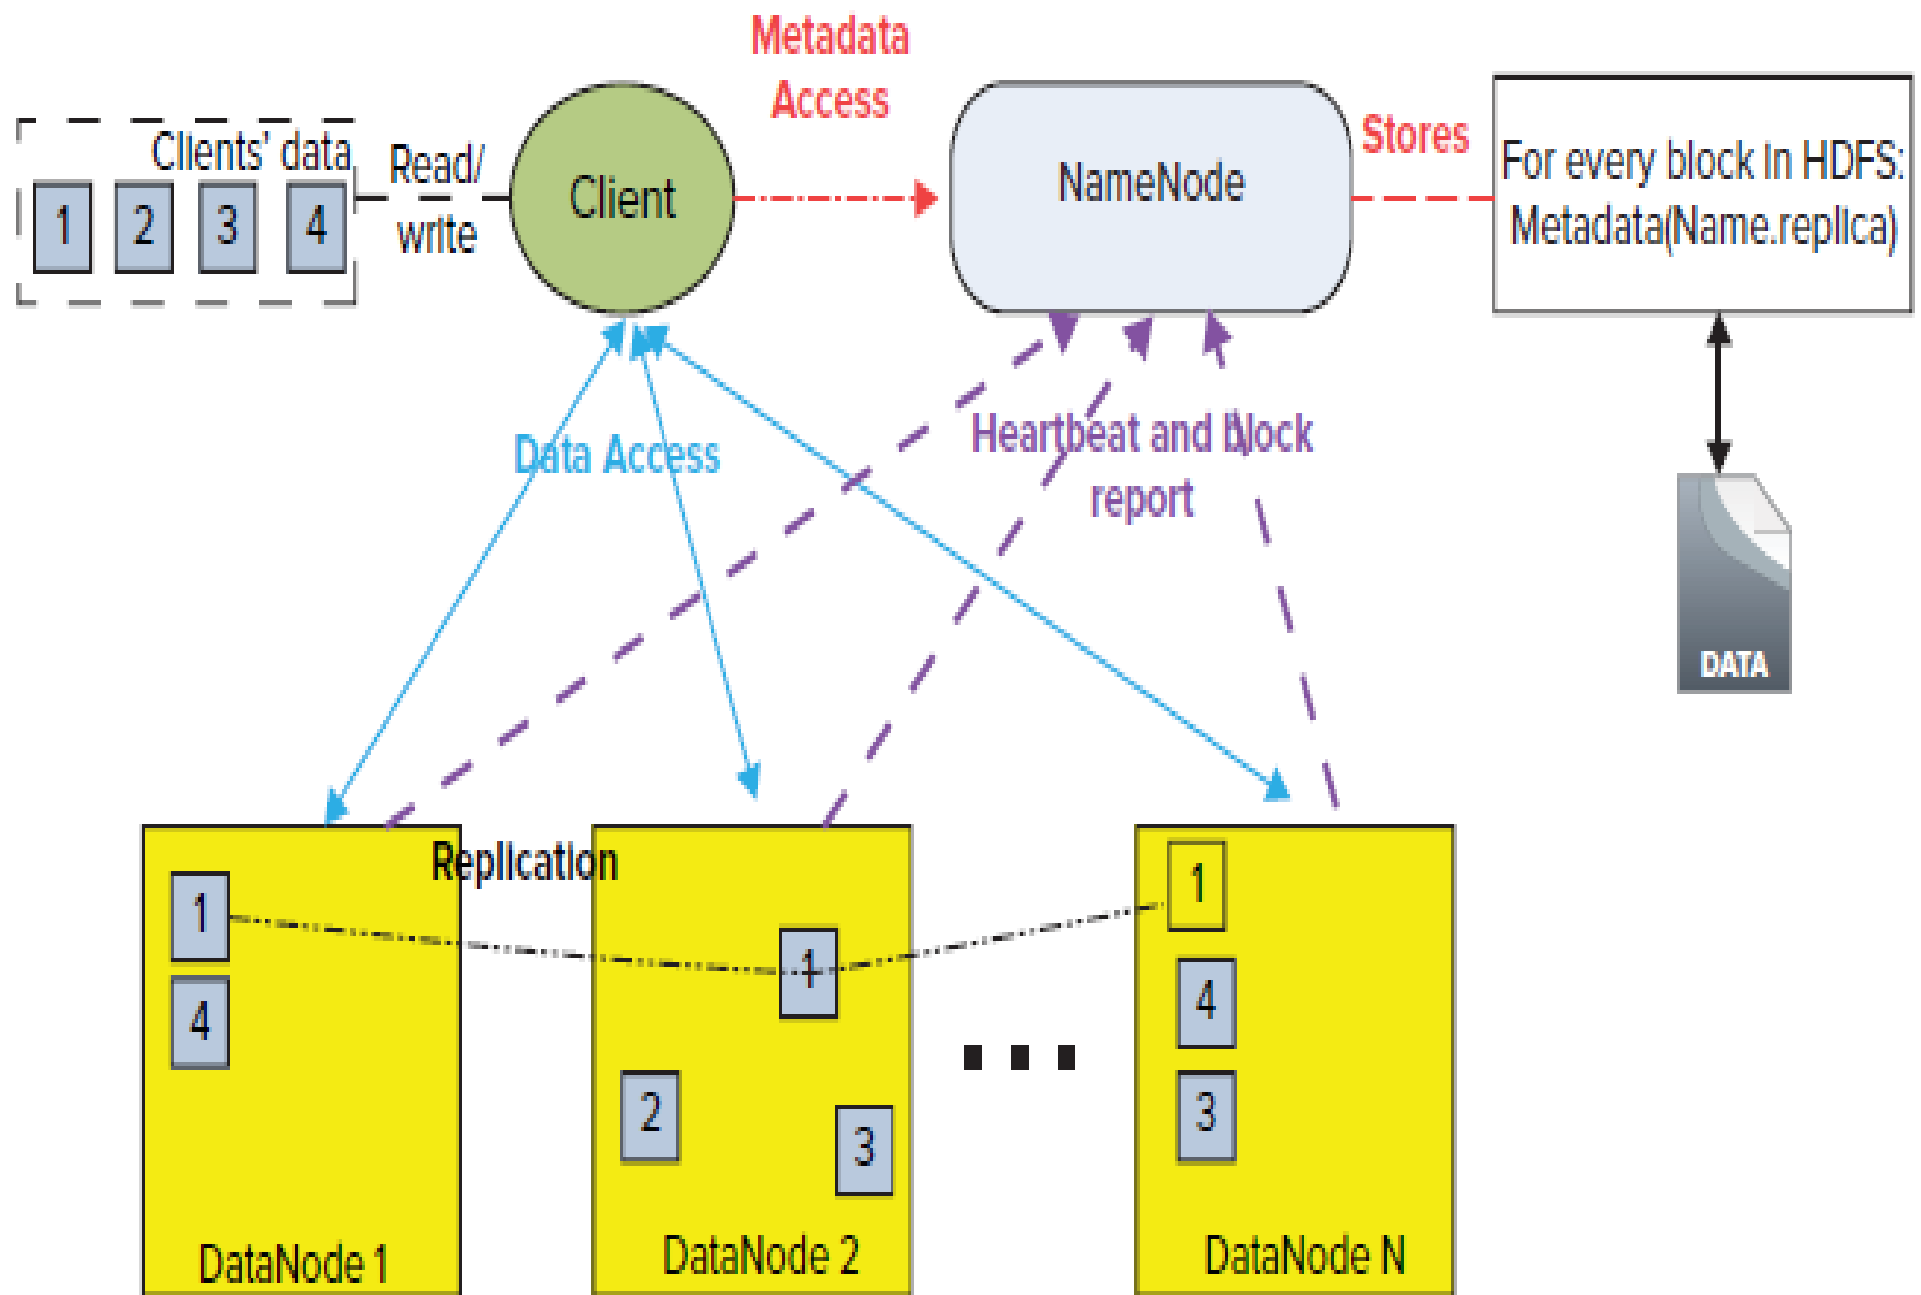 Metadata
Access
Clients' data
1 2 3 4
Read/
write
Client
NameNode
Stores
For every block in HDFS:
Metadata(Name.replica)
Data Access
Heartbeat and block
report
DATA
Replication
1
4
DataNode 1
1
2
3
DataNode 2
1
4
3
DataNode N